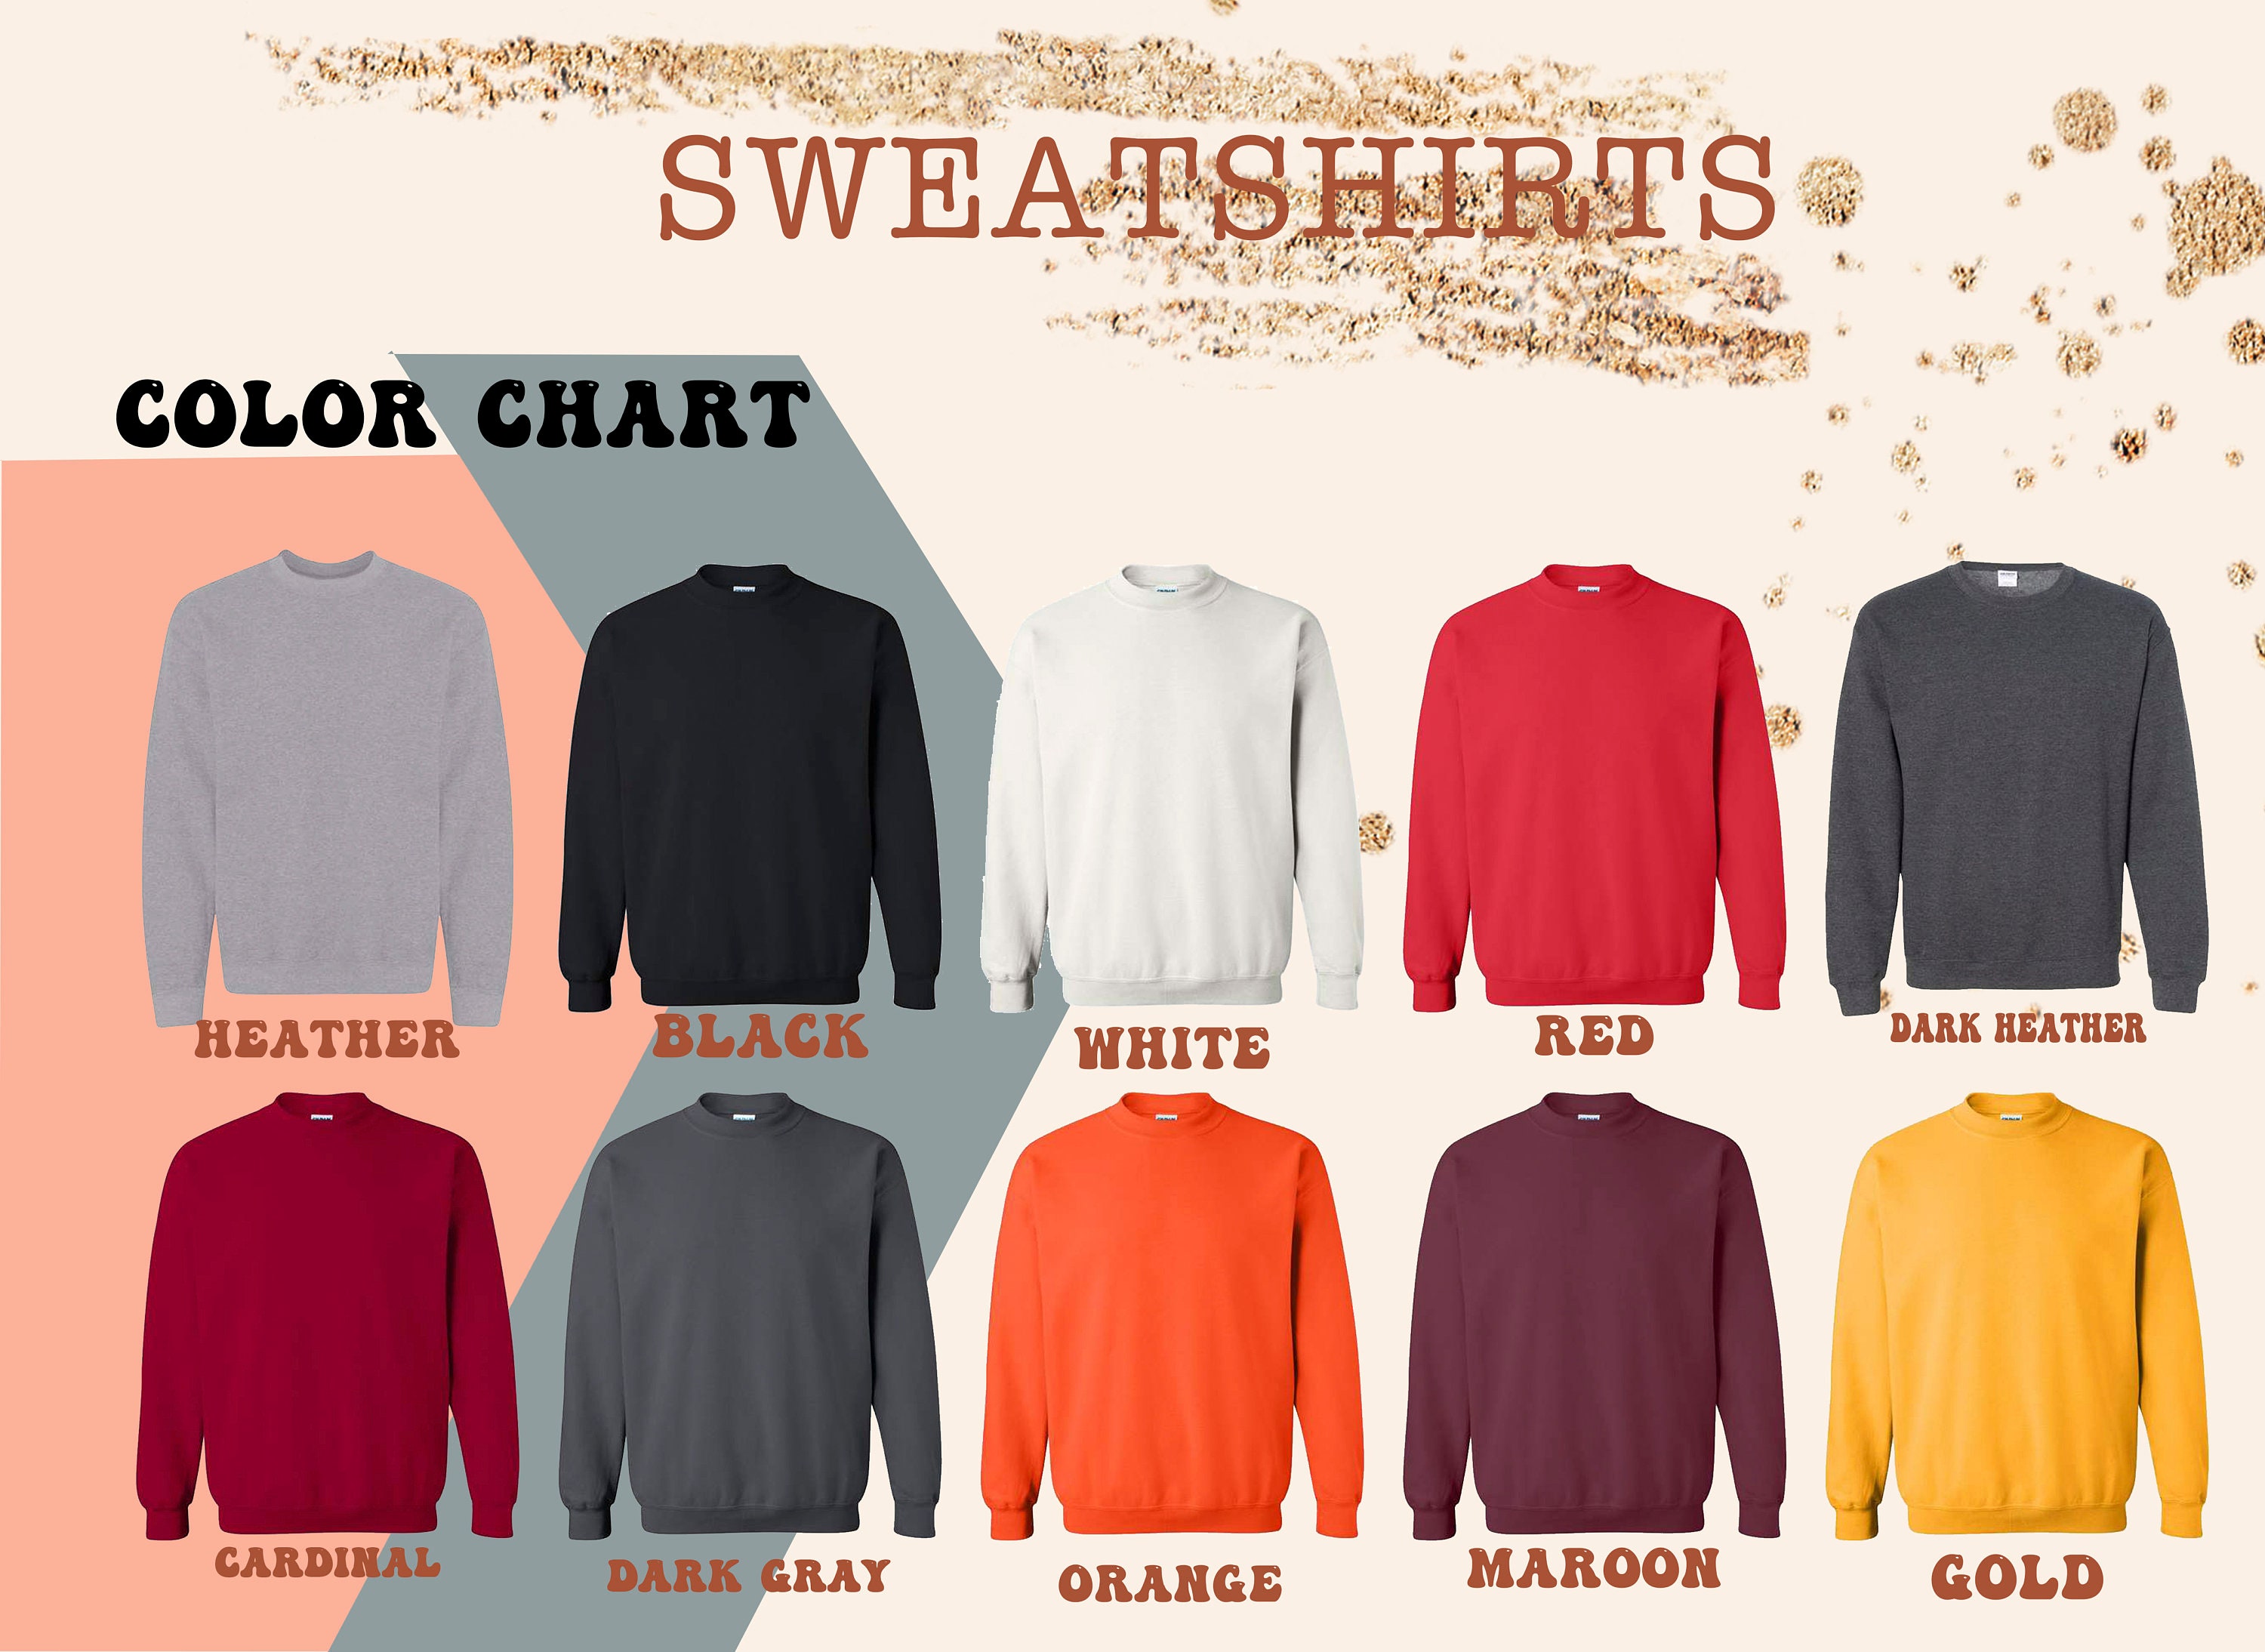 SWEATSHIRTS
COLOR CHART
HEATHER
BLACK
WHITE
RED
DARK HEATHER
CARDINAL
DARK GRAY
ORANGE
MAROON
GOLD